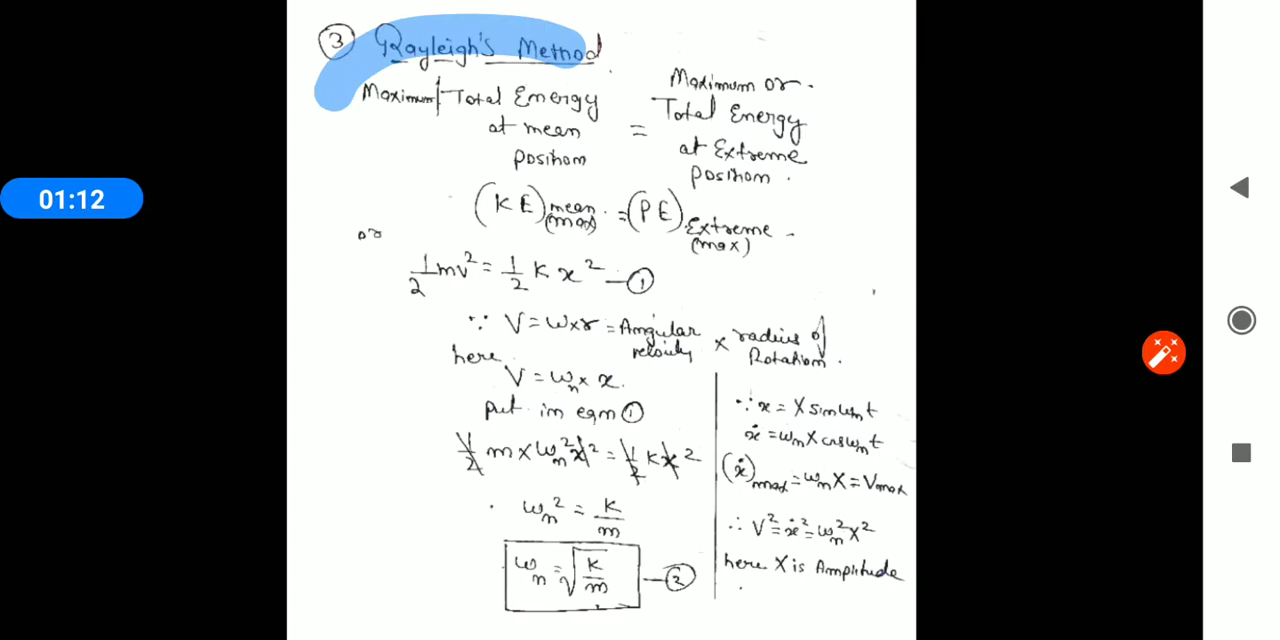 ③ Rayleigh's Method
Maximum/Total Energy at mean position = Maximum or Total Energy at Extreme position.
(KE)mean (max) = (PE)Extreme (max)
or
1/2 mv² = 1/2 K x² — ①
∵ V = ω×r = Angular velocity × radius of Rotation.
here
V = ωn × x.
put in eqn ①
1/2 m × ωn² x² = 1/2 K x²
ωn² = K/m
ωn = √K/m — ②
∵ x = X sin ωn t
ẋ = ωn X cos ωn t
(ẋ)max = ωn X = Vmax
∴ V² = ẋ² = ωn² X²
here X is Amplitude
01:12